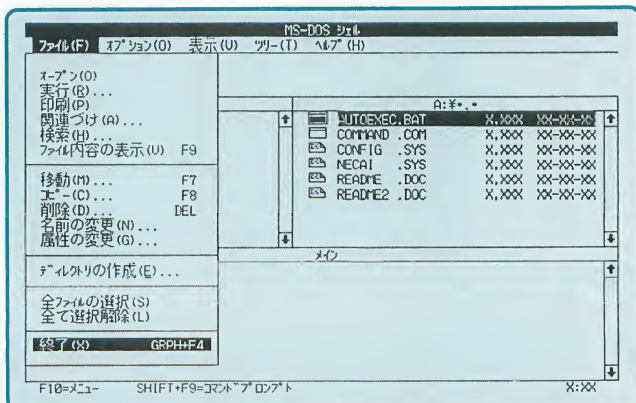 MS-DOS シェル
ファイル(F) オプション(O) 表示(V) ツリー(T) ヘルプ(H)
オープン(O)
実行(R)...
印刷(P)
関連づけ(A)...
検索(H)...
ファイル内容の表示(V) F9
移動(M)... F7
コピー(C)... F8
削除(D)... DEL
名前の変更(N)...
属性の変更(G)...
ディレクトリの作成(E)...
全ファイルの選択(S)
全て選択解除(L)
終了(X) GRPH+F4
A:¥*.*
AUTOEXEC.BAT X,XXX XX-XX-XX
COMMAND .COM X,XXX XX-XX-XX
CONFIG .SYS X,XXX XX-XX-XX
NECAI .SYS X,XXX XX-XX-XX
README .DOC X,XXX XX-XX-XX
README2 .DOC X,XXX XX-XX-XX
メイン
F10=メニュー SHIFT+F9=コマンドプロンプト X:XX